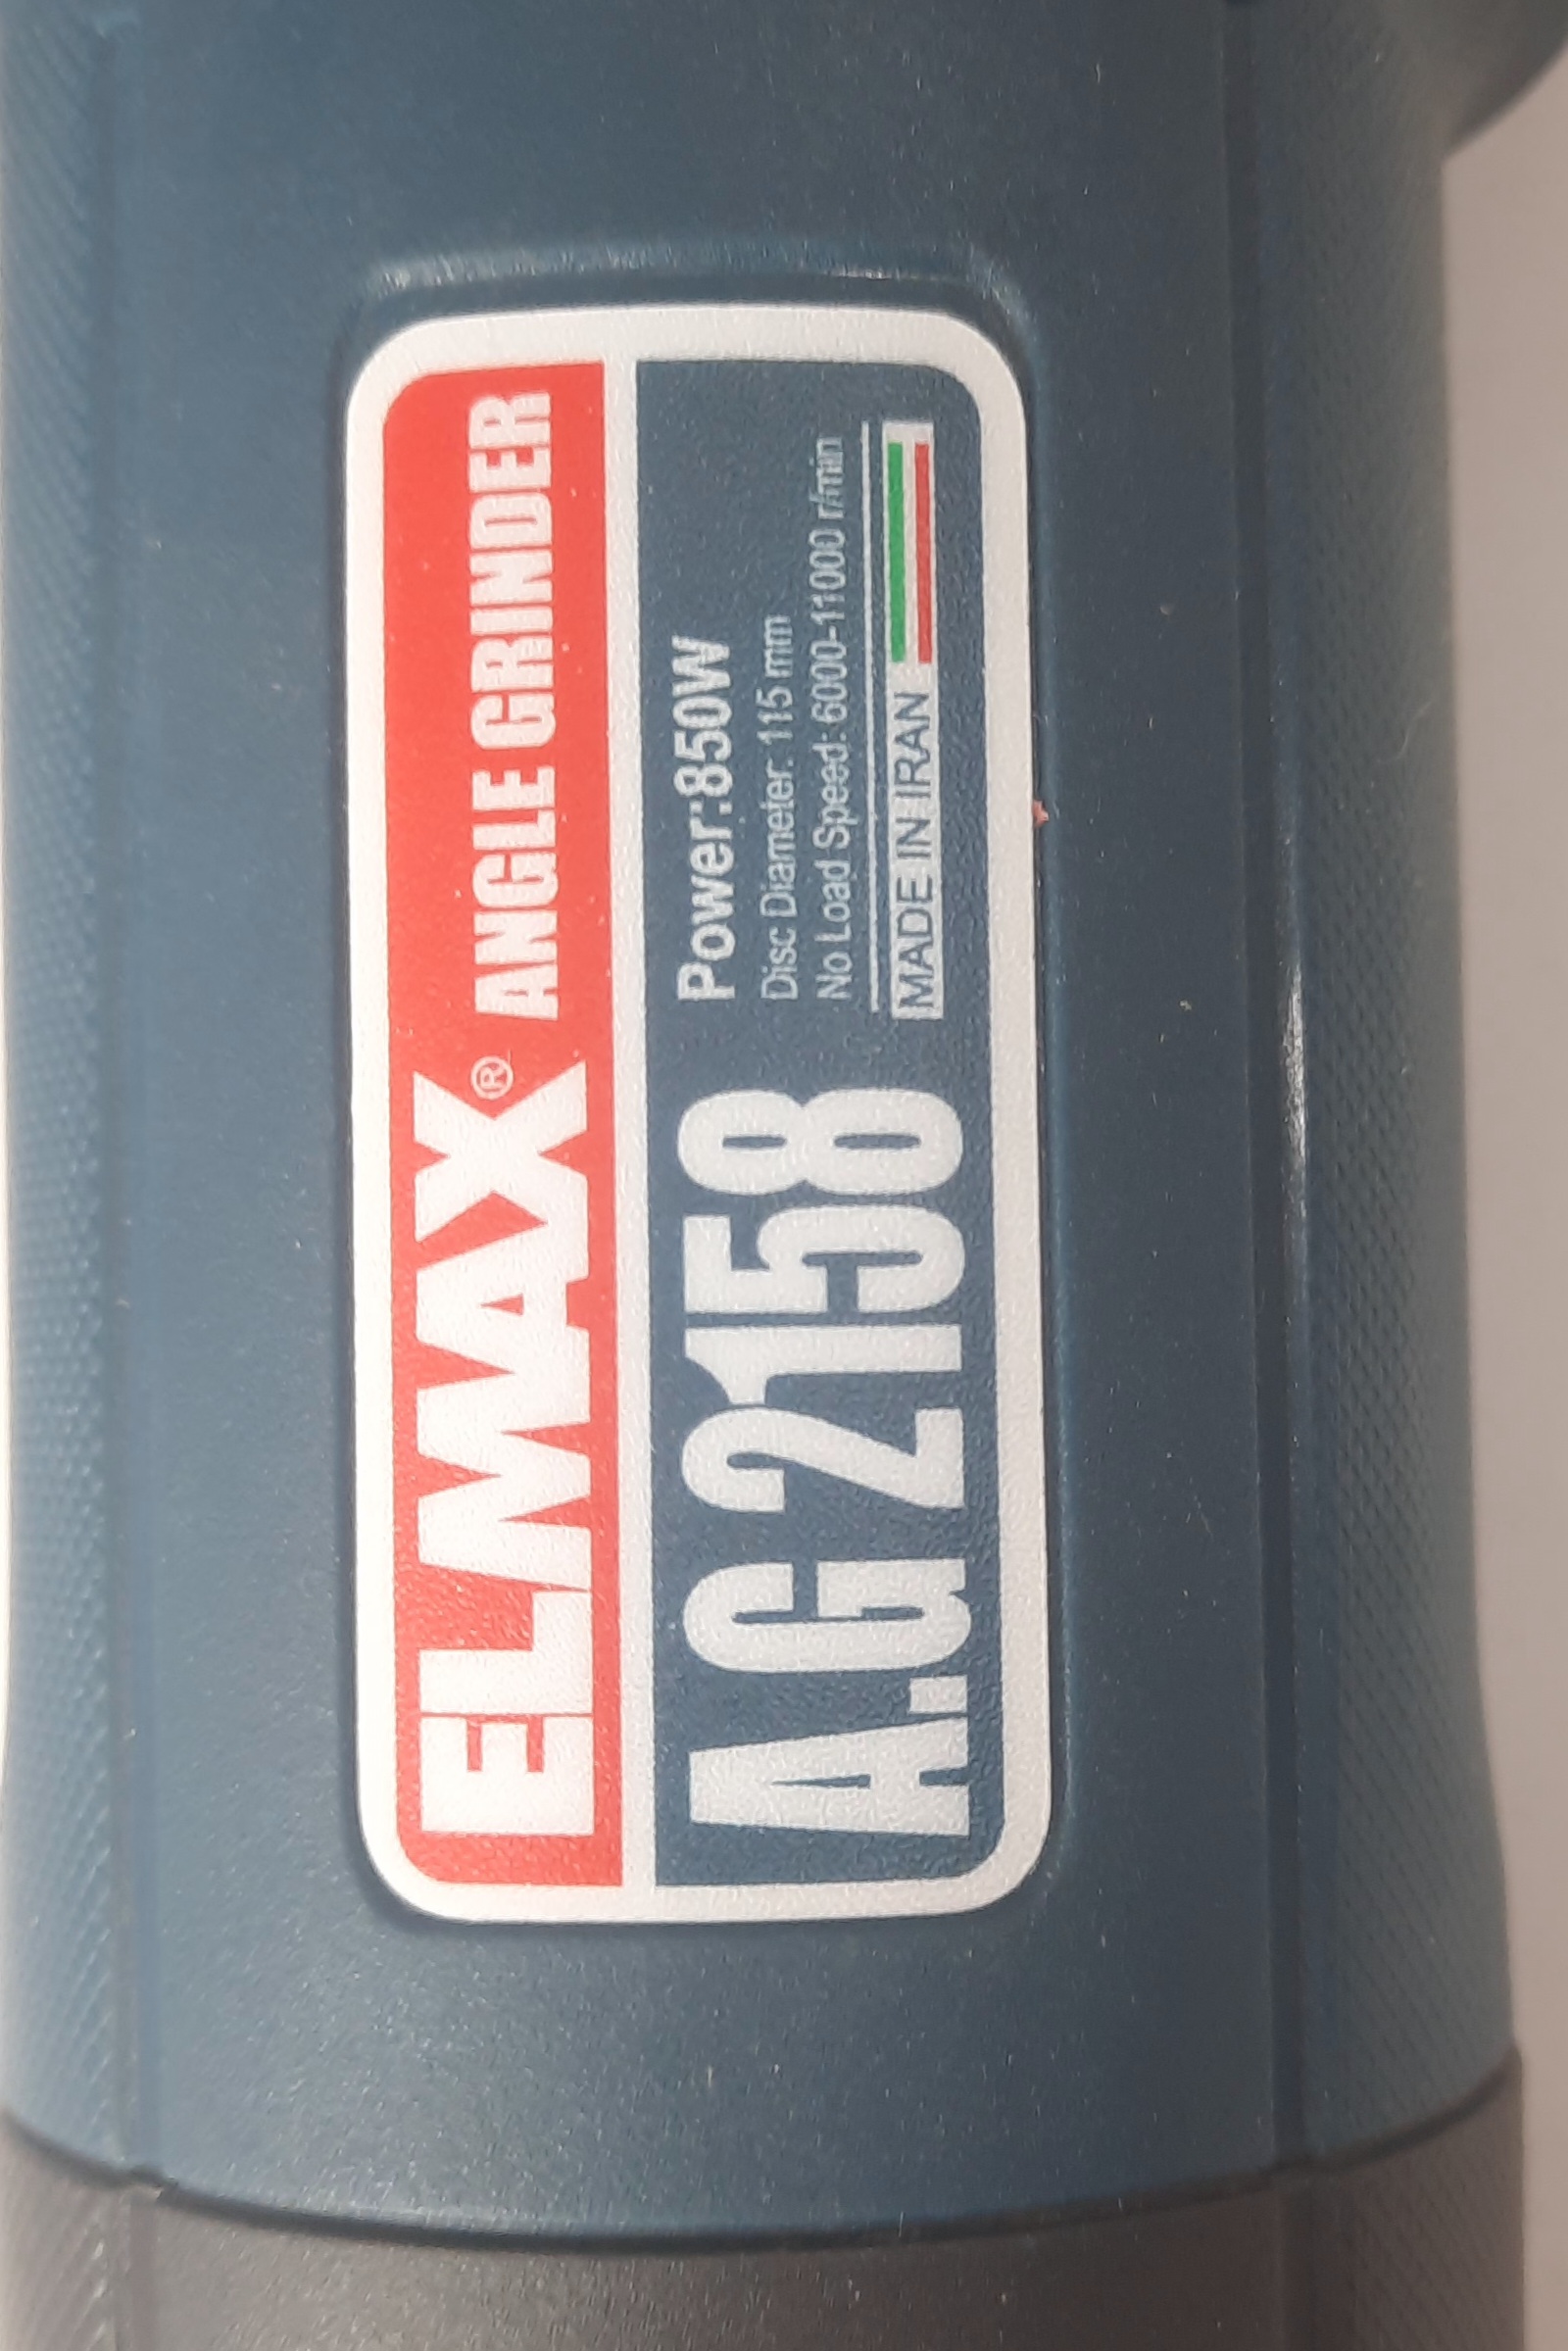 ELMAX® ANGLE GRINDER
A.G 2158
Power:850W
Disc Diameter: 115 mm
No Load Speed: 6000-11000 r/min
MADE IN IRAN